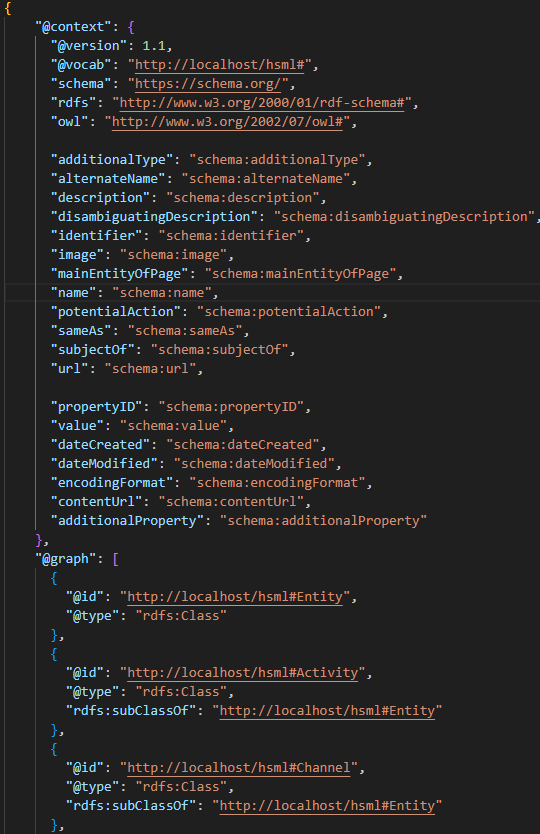 {
"@context": {
"@version": 1.1,
"@vocab": "http://localhost/hsml#",
"schema": "https://schema.org/",
"rdfs": "http://www.w3.org/2000/01/rdf-schema#",
"owl": "http://www.w3.org/2002/07/owl#",
"additionalType": "schema:additionalType",
"alternateName": "schema:alternateName",
"description": "schema:description",
"disambiguatingDescription": "schema:disambiguatingDescription",
"identifier": "schema:identifier",
"image": "schema:image",
"mainEntityOfPage": "schema:mainEntityOfPage",
"name": "schema:name",
"potentialAction": "schema:potentialAction",
"sameAs": "schema:sameAs",
"subjectOf": "schema:subjectOf",
"url": "schema:url",
"propertyID": "schema:propertyID",
"value": "schema:value",
"dateCreated": "schema:dateCreated",
"dateModified": "schema:dateModified",
"encodingFormat": "schema:encodingFormat",
"contentUrl": "schema:contentUrl",
"additionalProperty": "schema:additionalProperty"
},
"@graph": [
{
"@id": "http://localhost/hsml#Entity",
"@type": "rdfs:Class"
},
{
"@id": "http://localhost/hsml#Activity",
"@type": "rdfs:Class",
"rdfs:subClassOf": "http://localhost/hsml#Entity"
},
{
"@id": "http://localhost/hsml#Channel",
"@type": "rdfs:Class",
"rdfs:subClassOf": "http://localhost/hsml#Entity"
},